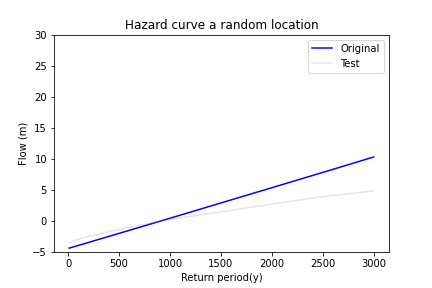 Hazard curve a random location
Original
Test
Flow (m)
30
25
20
15
10
5
0
−5
0 500 1000 1500 2000 2500 3000
Return period(y)